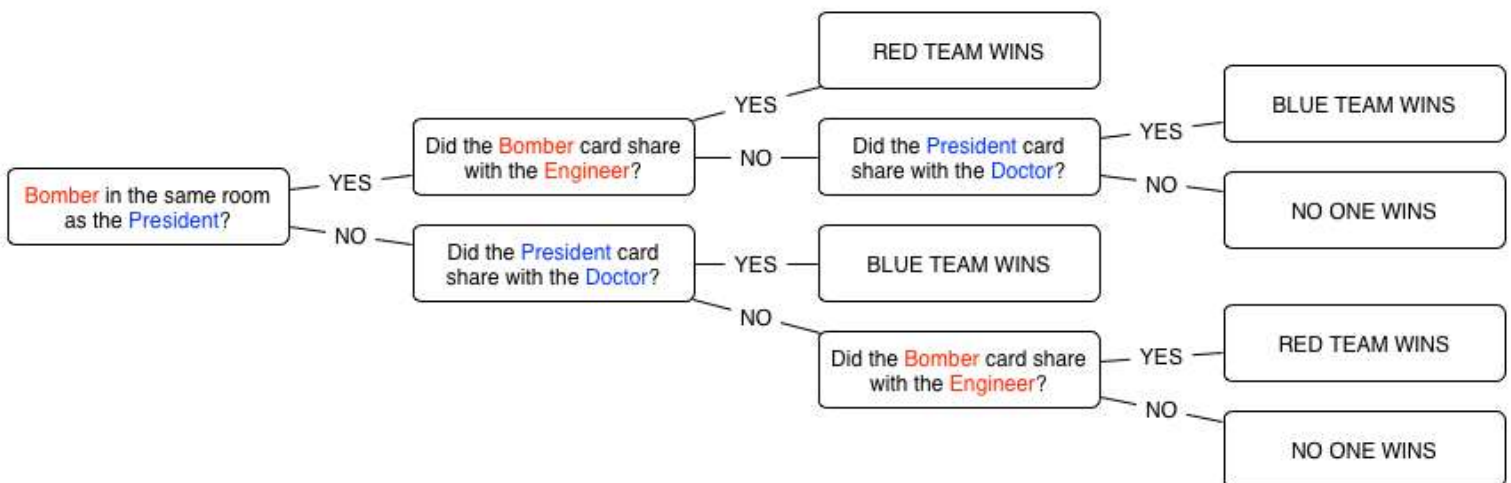 Bomber in the same room
as the President?
YES
Did the Bomber card share
with the Engineer?
YES
RED TEAM WINS
NO
Did the President card
share with the Doctor?
YES
BLUE TEAM WINS
NO
NO ONE WINS
NO
Did the President card
share with the Doctor?
YES
BLUE TEAM WINS
NO
Did the Bomber card share
with the Engineer?
YES
RED TEAM WINS
NO
NO ONE WINS